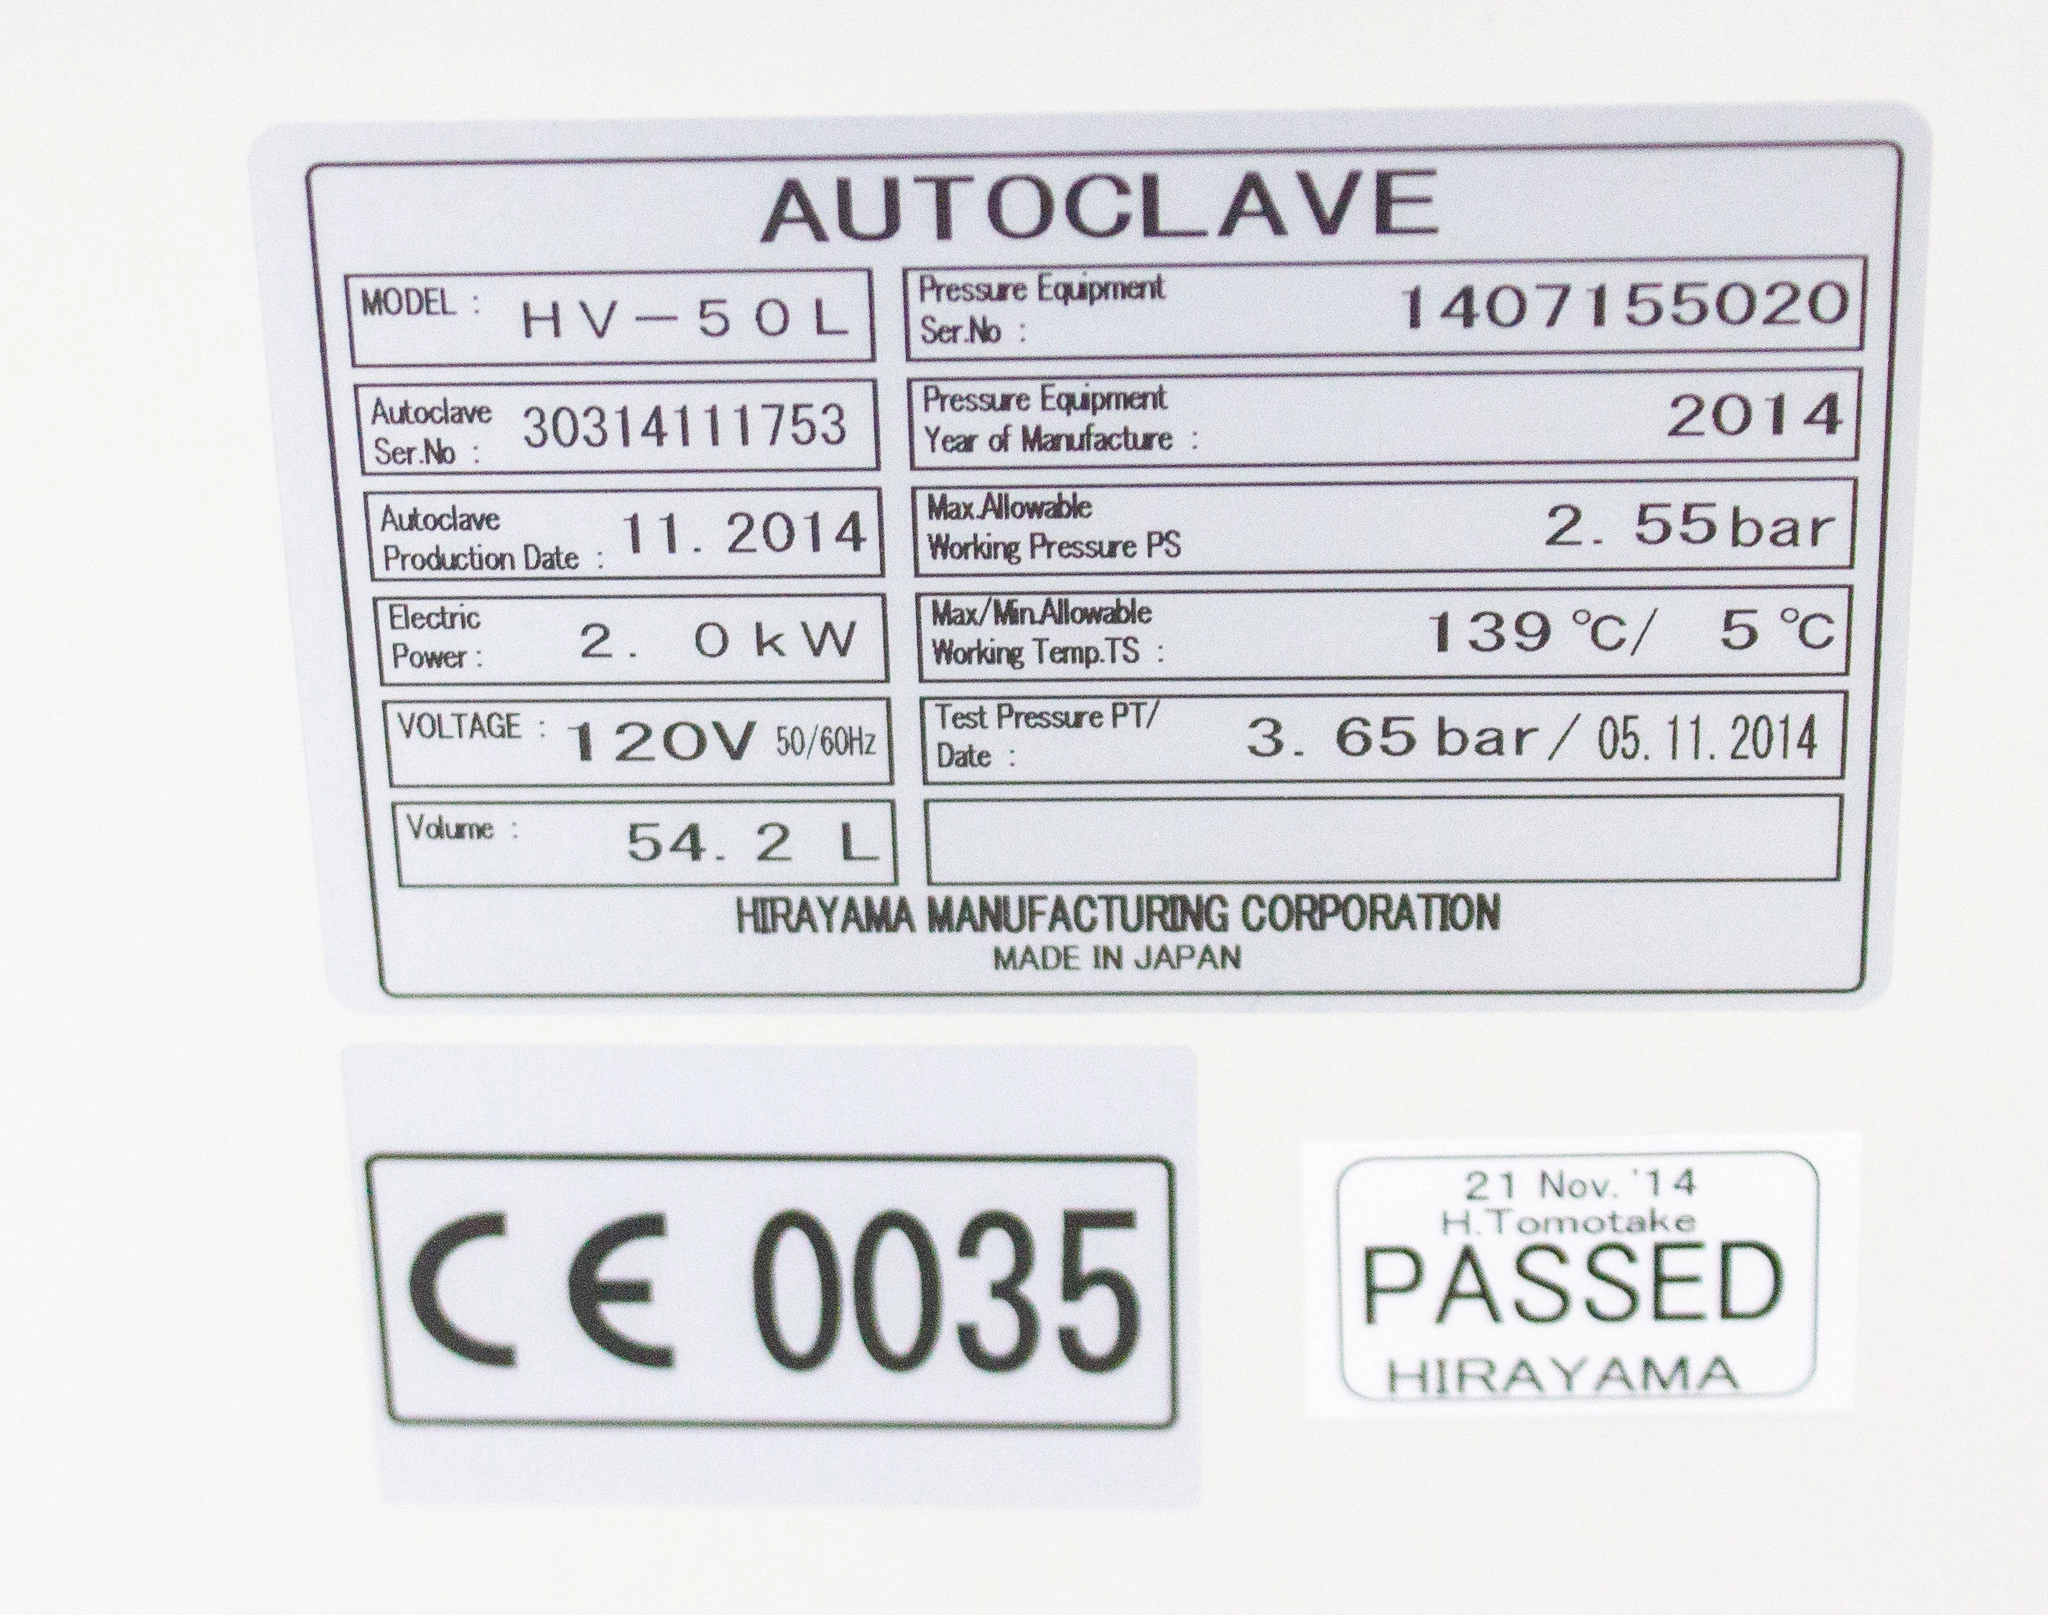 AUTOCLAVE
MODEL : HV-50L
Pressure Equipment
Ser.No : 1407155020
Autoclave
Ser.No : 30314111753
Pressure Equipment
Year of Manufacture : 2014
Autoclave
Production Date : 11. 2014
Max.Allowable
Working Pressure PS 2. 55bar
Electric
Power : 2. 0kW
Max/Min.Allowable
Working Temp.TS : 139℃/ 5℃
VOLTAGE : 120V 50/60Hz
Test Pressure PT/
Date : 3. 65bar/05. 11. 2014
Volume : 54. 2 L
HIRAYAMA MANUFACTURING CORPORATION
MADE IN JAPAN
CE 0035
21 Nov. '14
H.Tomotake
PASSED
HIRAYAMA